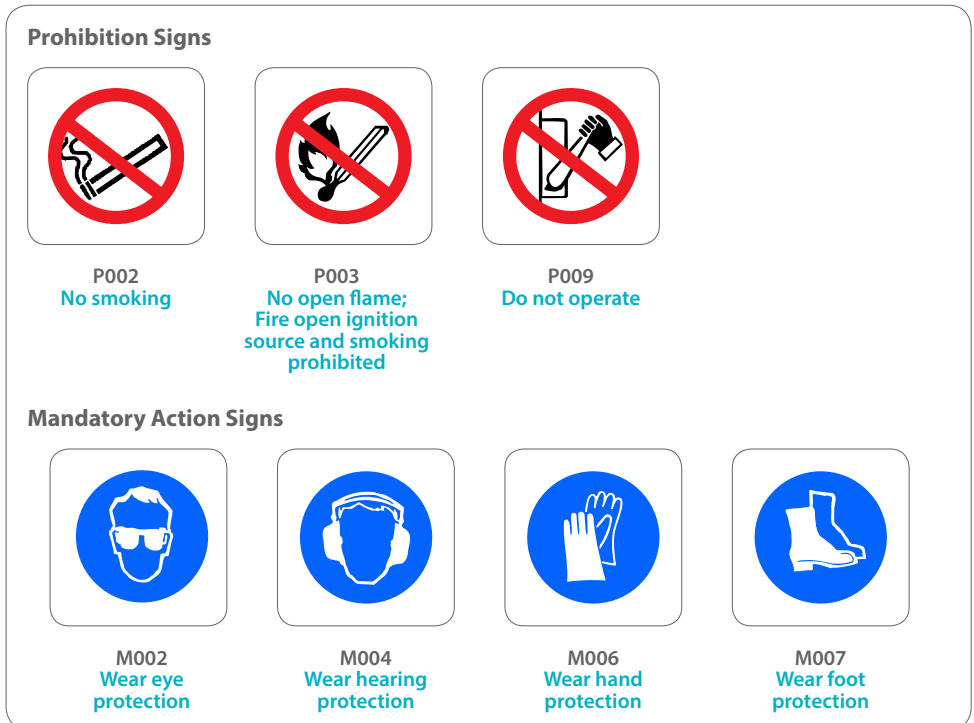 Prohibition Signs
P002
No smoking
P003
No open flame;
Fire open ignition
source and smoking
prohibited
P009
Do not operate
Mandatory Action Signs
M002
Wear eye
protection
M004
Wear hearing
protection
M006
Wear hand
protection
M007
Wear foot
protection